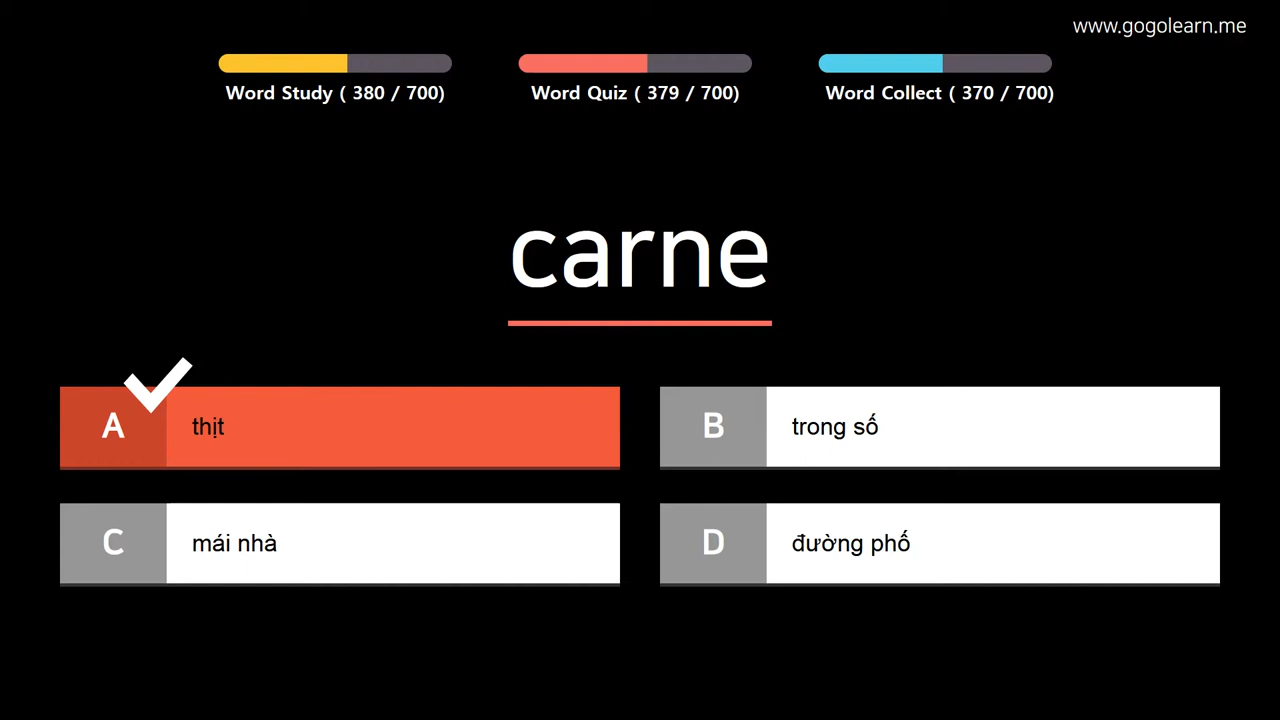 www.gogolearn.me
Word Study ( 380 / 700)
Word Quiz ( 379 / 700)
Word Collect ( 370 / 700)
carne
A thịt
B trong số
C mái nhà
D đường phố